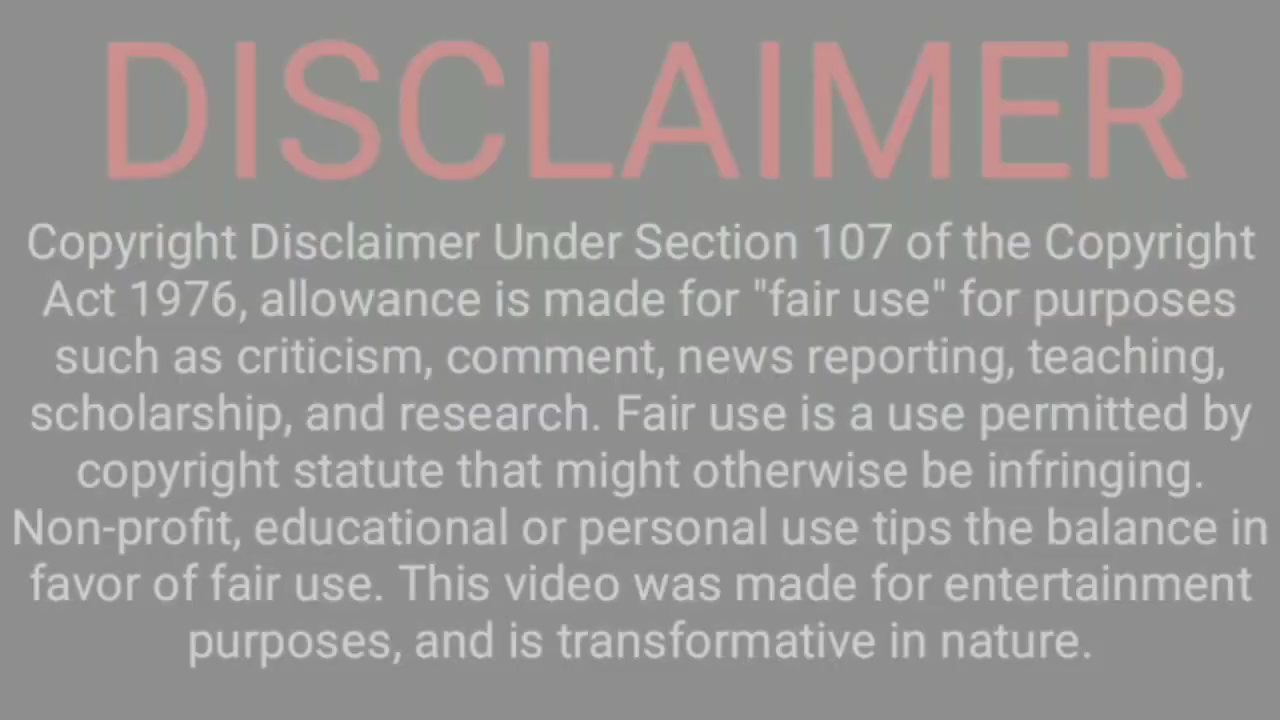 DISCLAIMER
Copyright Disclaimer Under Section 107 of the Copyright
Act 1976, allowance is made for "fair use" for purposes
such as criticism, comment, news reporting, teaching,
scholarship, and research. Fair use is a use permitted by
copyright statute that might otherwise be infringing.
Non-profit, educational or personal use tips the balance in
favor of fair use. This video was made for entertainment
purposes, and is transformative in nature.